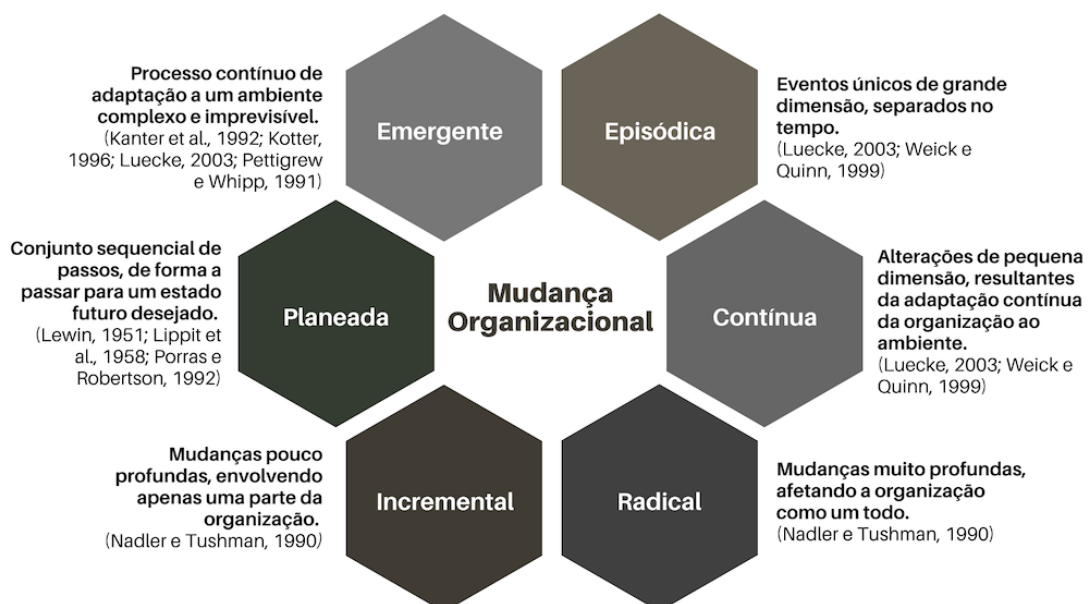 Processo contínuo de
adaptação a um ambiente
complexo e imprevisível.
(Kanter et al., 1992; Kotter,
1996; Luecke, 2003; Pettigrew
e Whipp, 1991)
Emergente
Episódica
Eventos únicos de grande
dimensão, separados no
tempo.
(Luecke, 2003; Weick e
Quinn, 1999)
Conjunto sequencial de
passos, de forma a
passar para um estado
futuro desejado.
(Lewin, 1951; Lippit et
al., 1958; Porras e
Robertson, 1992)
Planeada
Mudança
Organizacional
Contínua
Alterações de pequena
dimensão, resultantes
da adaptação contínua
da organização ao
ambiente.
(Luecke, 2003; Weick e
Quinn, 1999)
Mudanças pouco
profundas, envolvendo
apenas uma parte da
organização.
(Nadler e Tushman, 1990)
Incremental
Radical
Mudanças muito profundas,
afetando a organização
como um todo.
(Nadler e Tushman, 1990)